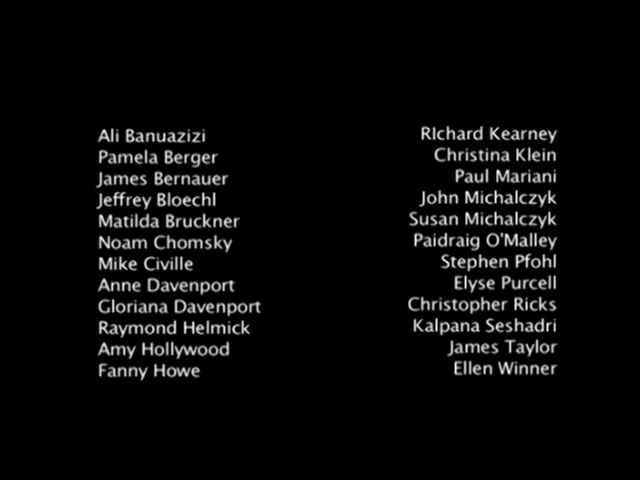 Ali Banuazizi
Pamela Berger
James Bernauer
Jeffrey Bloechl
Matilda Bruckner
Noam Chomsky
Mike Civille
Anne Davenport
Gloriana Davenport
Raymond Helmick
Amy Hollywood
Fanny Howe
RIchard Kearney
Christina Klein
Paul Mariani
John Michalczyk
Susan Michalczyk
Paidraig O'Malley
Stephen Pfohl
Elyse Purcell
Christopher Ricks
Kalpana Seshadri
James Taylor
Ellen Winner